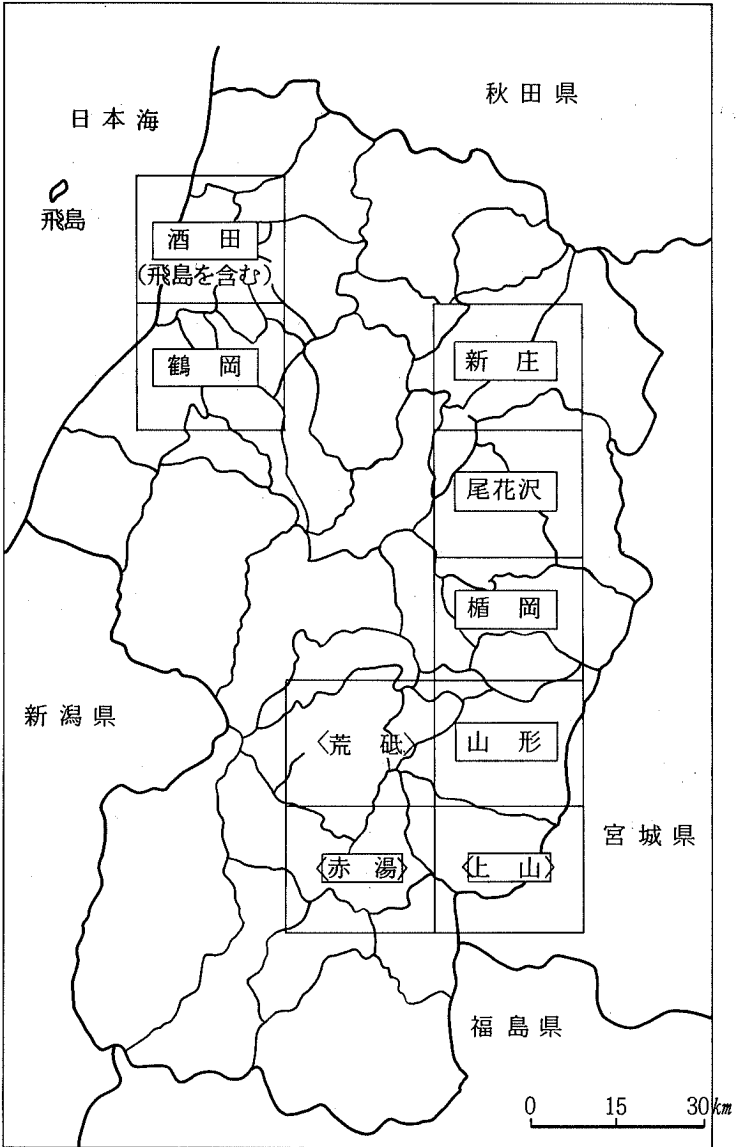 秋田県
日本海
飛島
酒田
(飛島を含む)
鶴岡
新庄
尾花沢
楯岡
新潟県
〈荒砥〉
山形
宮城県
〈赤湯〉
〈上山〉
福島県
0 15 30km